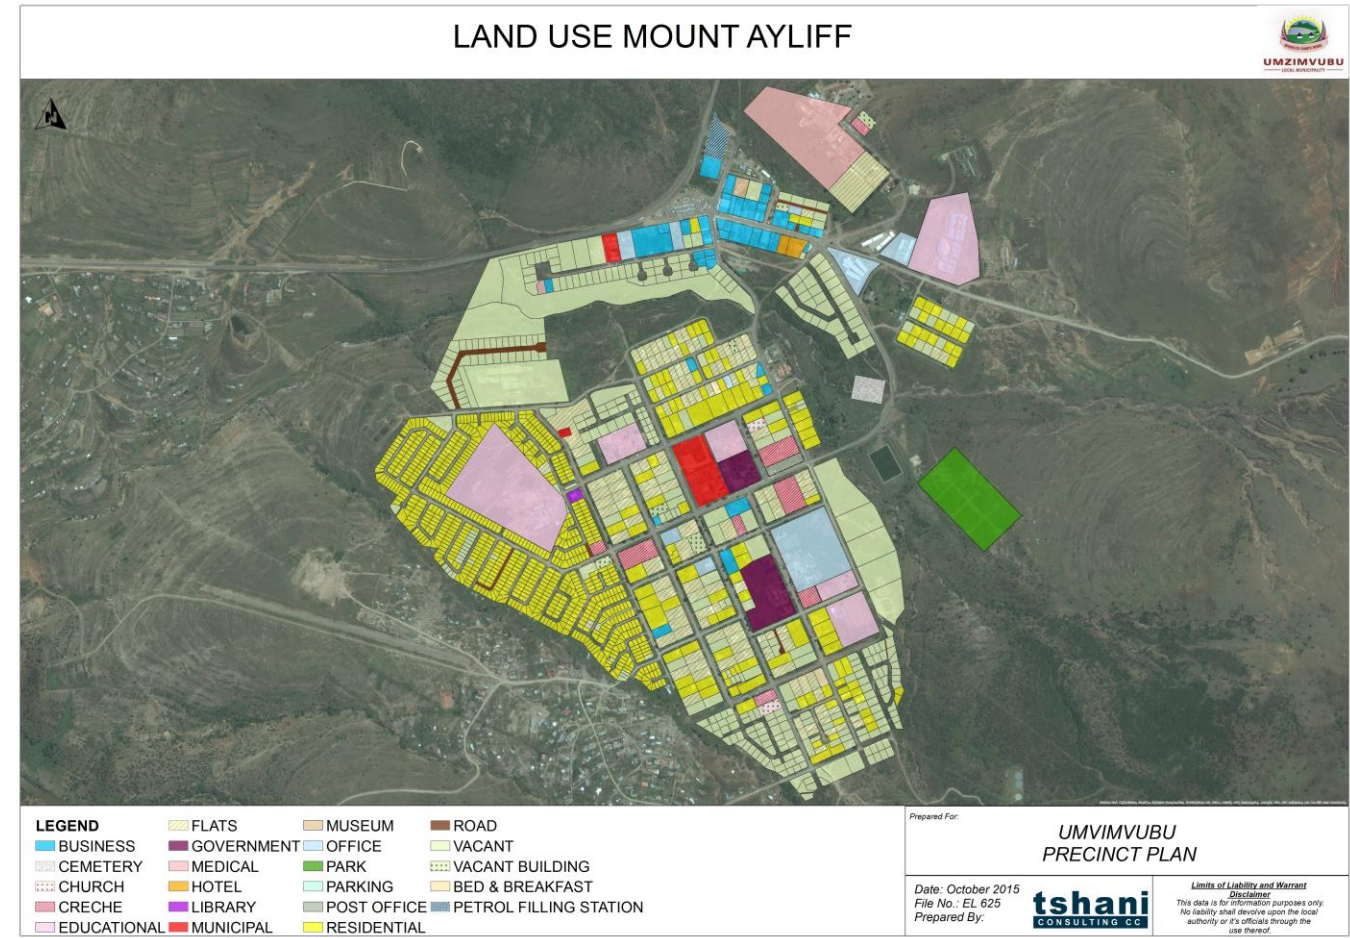 LAND USE MOUNT AYLIFF
UMZIMVUBU
LOCAL MUNICIPALITY
LEGEND
BUSINESS
CEMETERY
CHURCH
CRECHE
EDUCATIONAL
FLATS
GOVERNMENT
MEDICAL
HOTEL
LIBRARY
MUNICIPAL
MUSEUM
OFFICE
PARK
PARKING
POST OFFICE
RESIDENTIAL
ROAD
VACANT
VACANT BUILDING
BED & BREAKFAST
PETROL FILLING STATION
Prepared For:
UMVIMVUBU
PRECINCT PLAN
Date: October 2015
File No.: EL 625
Prepared By:
tshani
CONSULTING CC
Limits of Liability and Warrant
Disclaimer
This data is for information purposes only.
No liability shall devolve upon the local
authority or it's officials through the
use thereof.